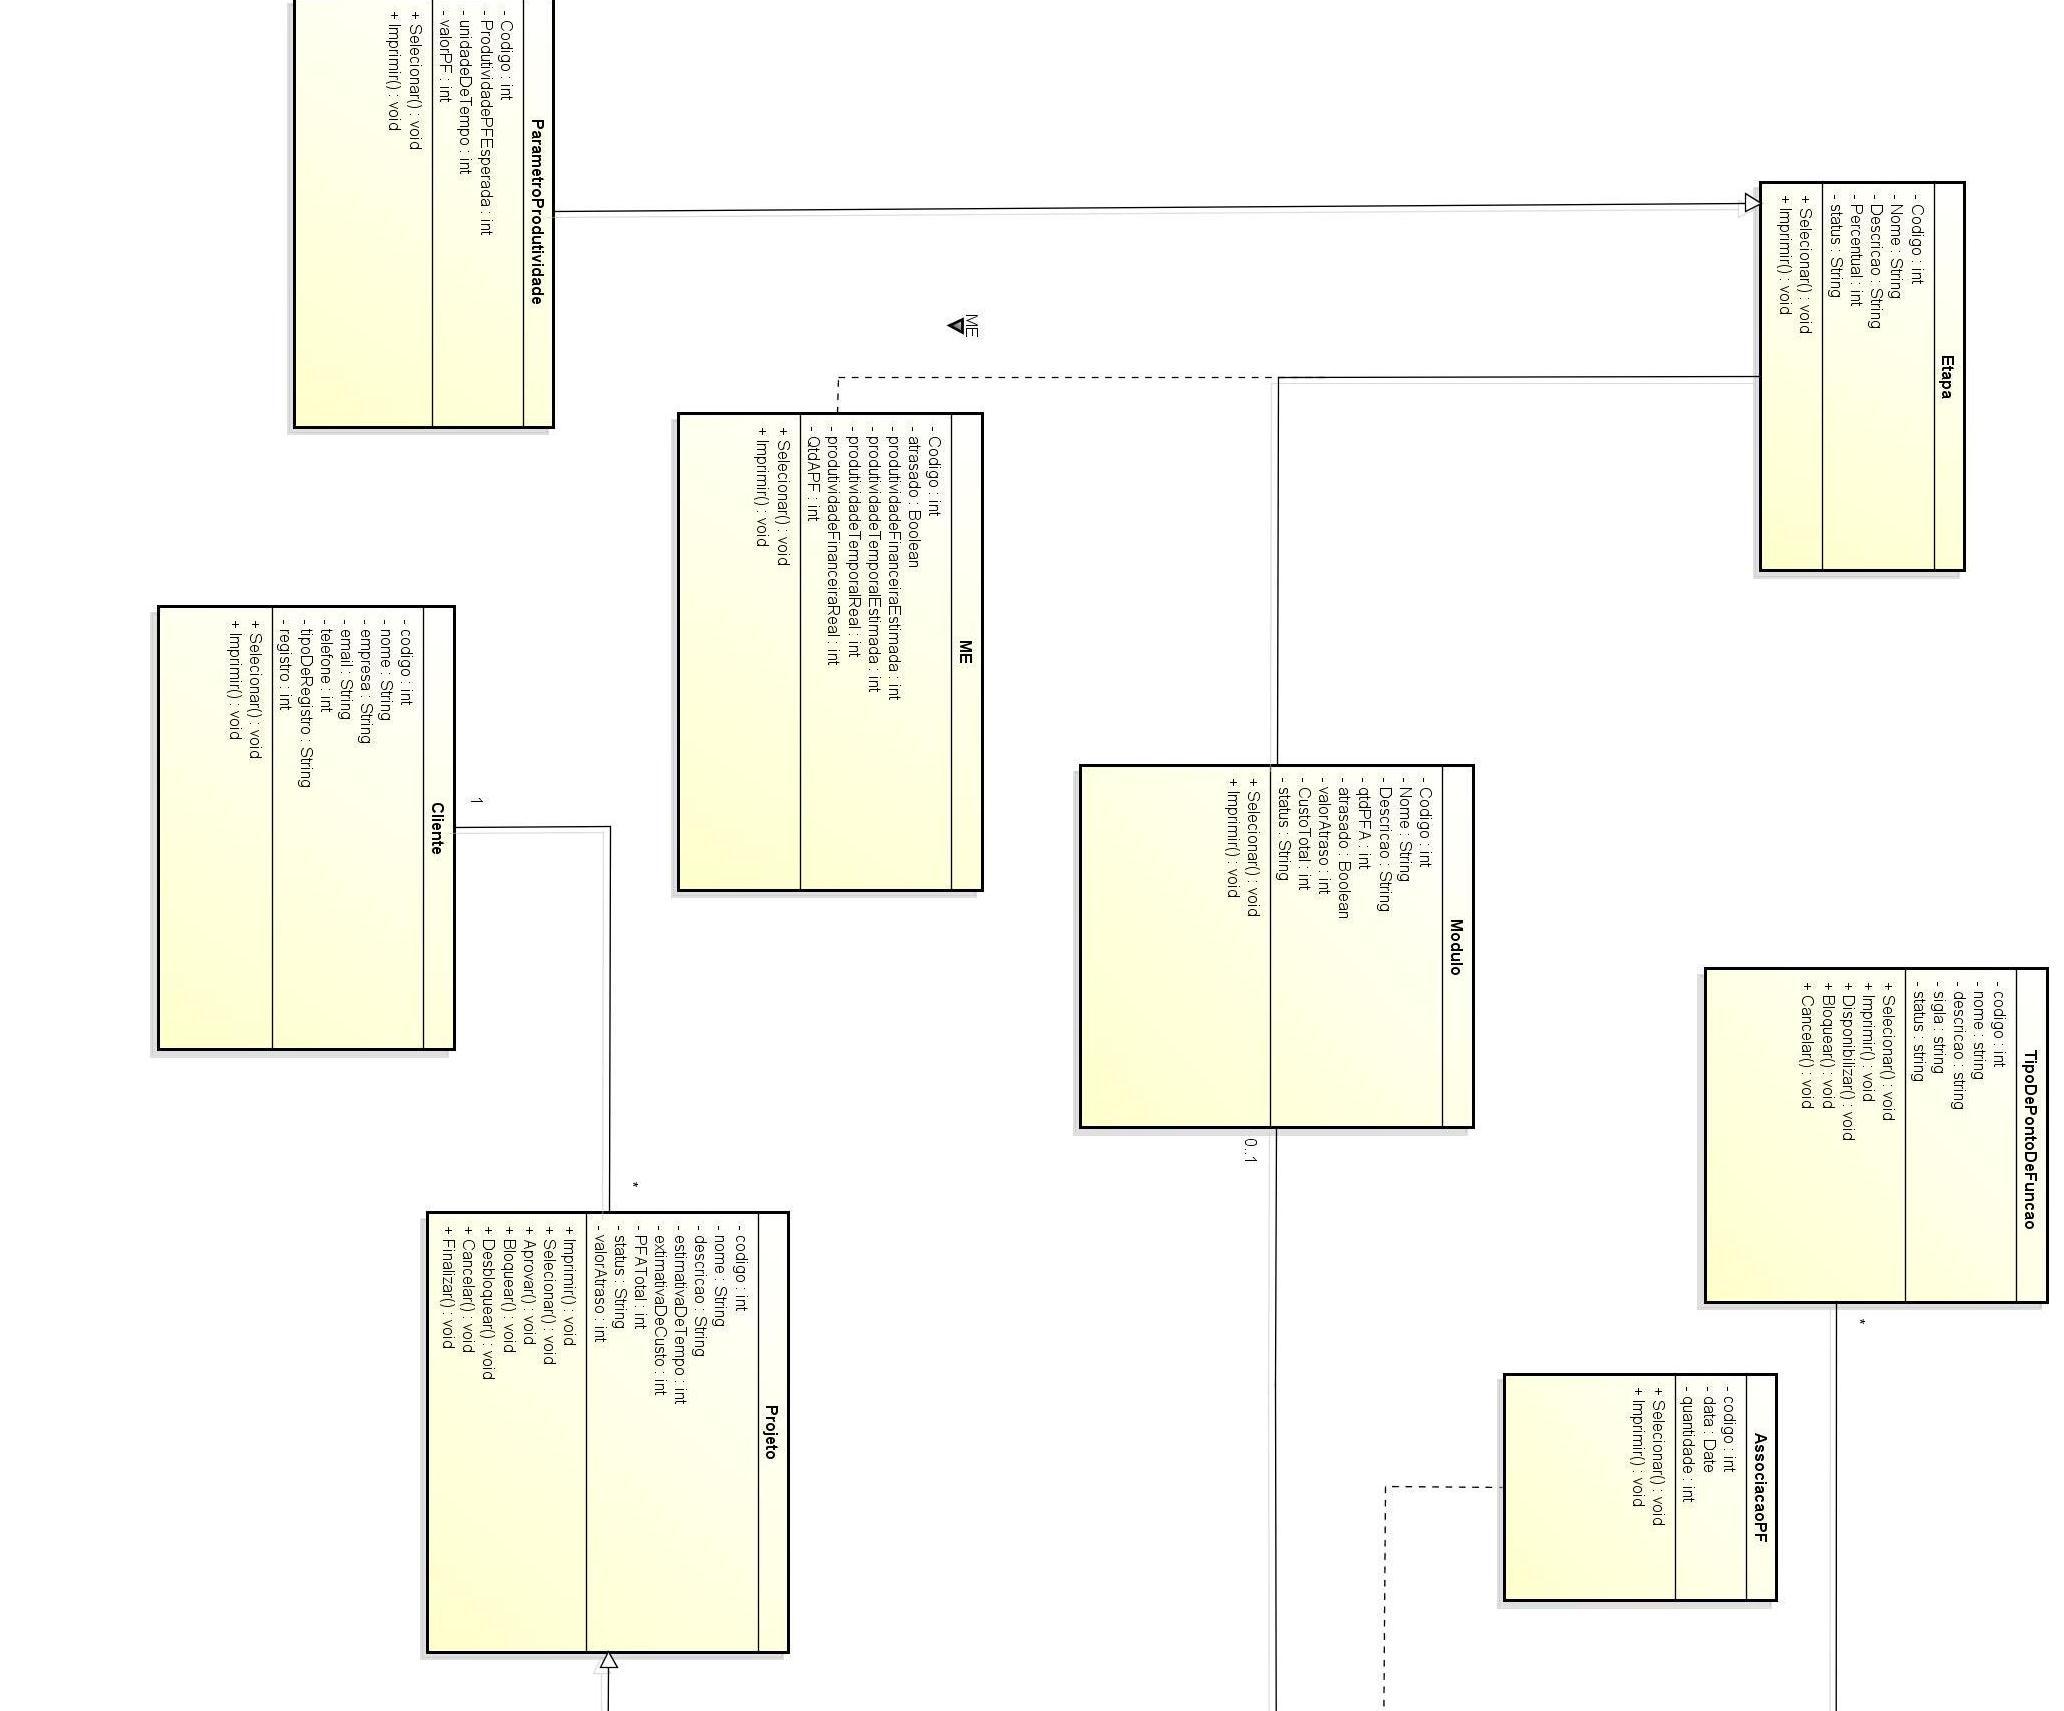 Etapa
- Codigo : int
- Nome : String
- Descricao : String
- Percentual : int
- status : String
+ Selecionar() : void
+ Imprimir() : void
TipoDePontoDeFuncao
- codigo : int
- nome : string
- descricao : string
- sigla : string
- status : string
+ Selecionar() : void
+ Imprimir() : void
+ Disponibilizar() : void
+ Bloquear() : void
+ Cancelar() : void
*
AssociacaoPF
- codigo : int
- data : Date
- quantidade : int
+ Selecionar() : void
+ Imprimir() : void
Modulo
- Codigo : int
- Nome : String
- Descricao : String
- qtdPFA : int
- atrasado : Boolean
- valorAtraso : int
- CustoTotal : int
- status : String
+ Selecionar() : void
+ Imprimir() : void
0..1
ME
ME
- Codigo : int
- atrasado : Boolean
- produtividadeFinanceiraEstimada : int
- produtividadeTemporalEstimada : int
- produtividadeTemporalReal : int
- produtividadeFinanceiraReal : int
- QtdAPF : int
+ Selecionar() : void
+ Imprimir() : void
ParametroProdutividade
- Codigo : int
- ProdutividadePFEsperada : int
- unidadeDeTempo : int
- valorPF : int
+ Selecionar() : void
+ Imprimir() : void
Cliente
- codigo : int
- nome : String
- empresa : String
- email : String
- telefone : int
- tipoDeRegistro : String
- registro : int
+ Selecionar() : void
+ Imprimir() : void
1
*
Projeto
- codigo : int
- nome : String
- descricao : String
- estimativaDeTempo : int
- extimativaDeCusto : int
- PFATotal : int
- status : String
- valorAtraso : int
+ Imprimir() : void
+ Selecionar() : void
+ Aprovar() : void
+ Bloquear() : void
+ Desbloquear() : void
+ Cancelar() : void
+ Finalizar() : void